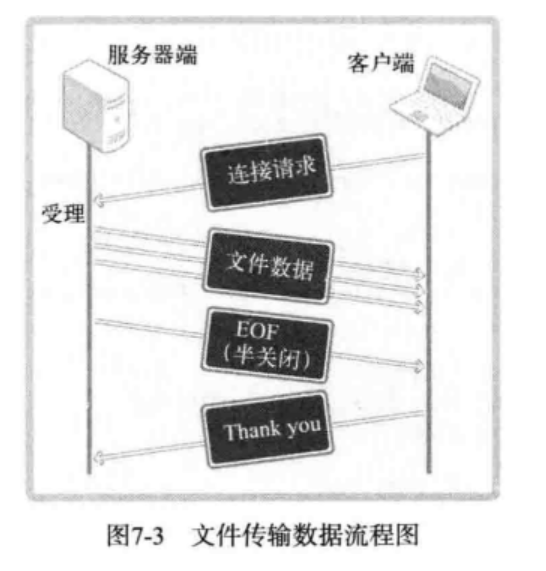 服务器端
客户端
连接请求
受理
文件数据
EOF
（半关闭）
Thank you
图7-3 文件传输数据流程图